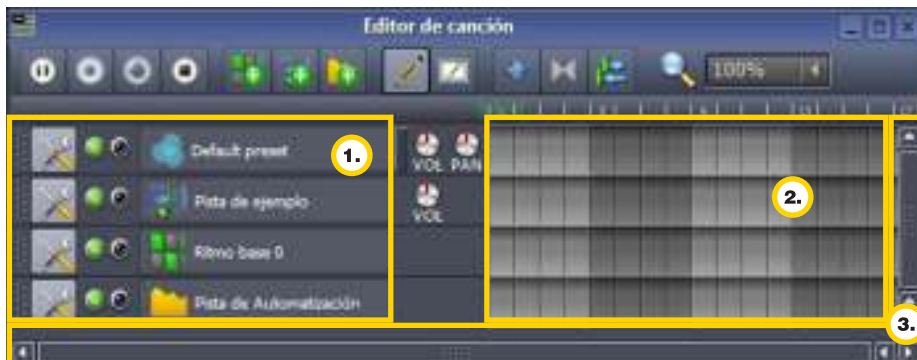 Editor de canción
100%
Default preset
1.
VOL PAN
Pista de ejemplo
2.
VOL
Ritmo base 0
Pista de Automatización
3.